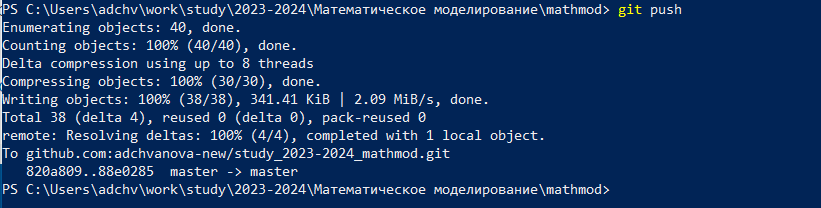 PS C:\Users\adchv\work\study\2023-2024\Математическое моделирование\mathmod> git push
Enumerating objects: 40, done.
Counting objects: 100% (40/40), done.
Delta compression using up to 8 threads
Compressing objects: 100% (30/30), done.
Writing objects: 100% (38/38), 341.41 KiB | 2.09 MiB/s, done.
Total 38 (delta 4), reused 0 (delta 0), pack-reused 0
remote: Resolving deltas: 100% (4/4), completed with 1 local object.
To github.com:adchvanova-new/study_2023-2024_mathmod.git
   820a809..88e0285  master -> master
PS C:\Users\adchv\work\study\2023-2024\Математическое моделирование\mathmod>